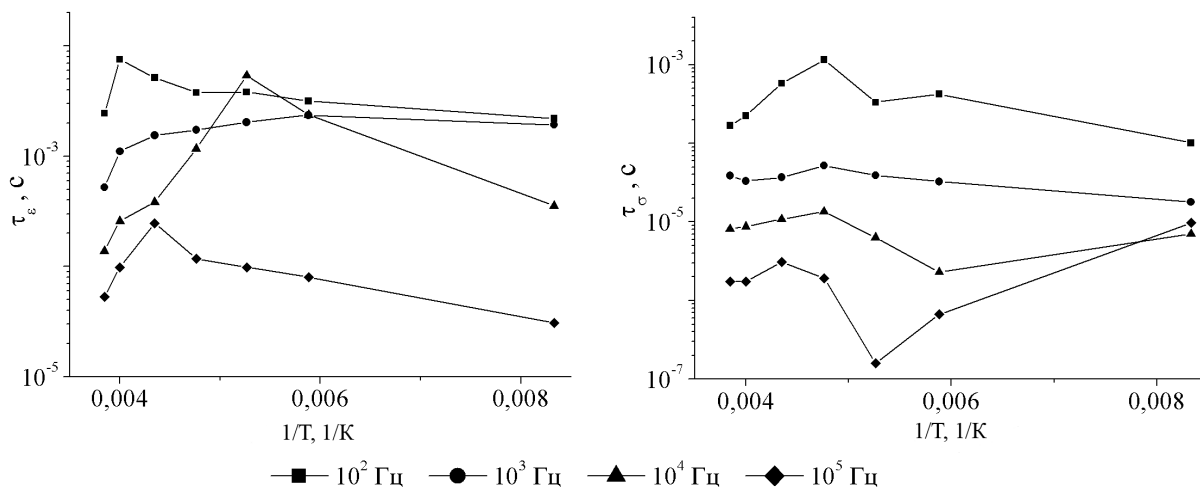 τε , с
10⁻³
10⁻⁵
0,004
0,006
0,008
1/T, 1/К
τσ , с
10⁻³
10⁻⁵
10⁻⁷
0,004
0,006
0,008
1/T, 1/К
10² Гц
10³ Гц
10⁴ Гц
10⁵ Гц